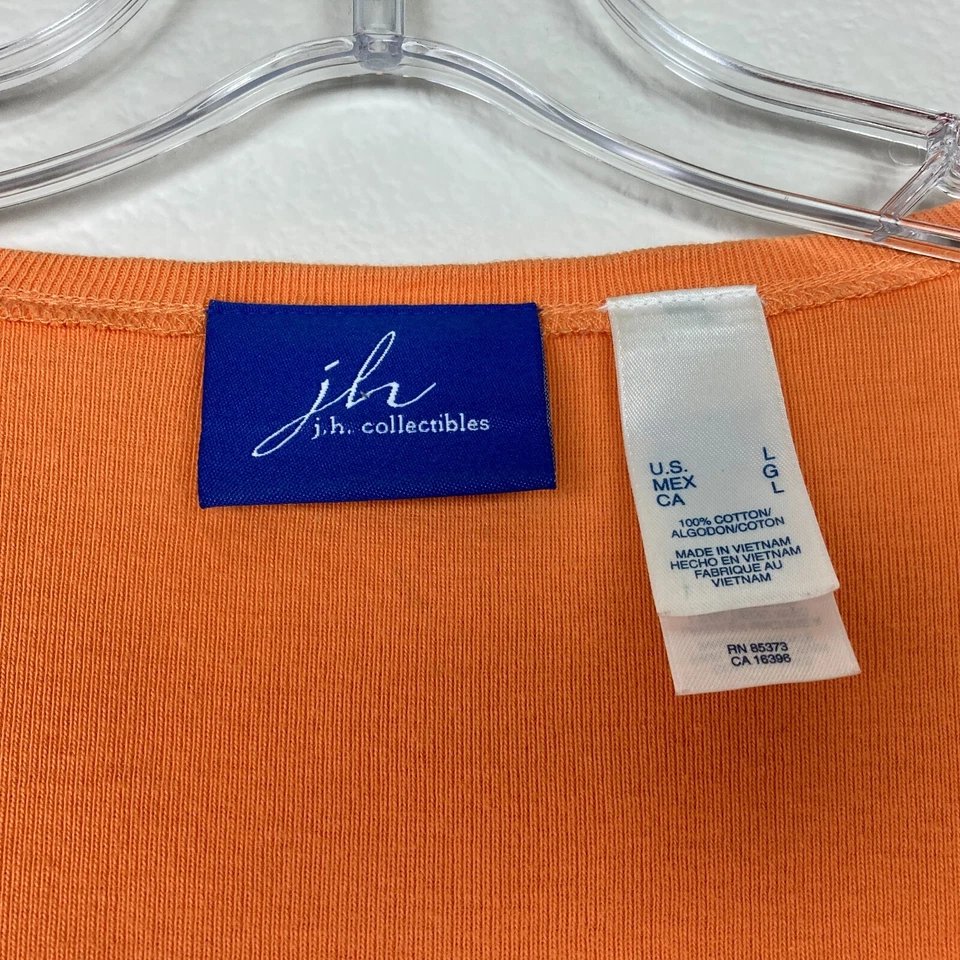 jh
j.h. collectibles
U.S. L
MEX G
CA L
100% COTTON/
ALGODON/COTON
MADE IN VIETNAM
HECHO EN VIETNAM
FABRIQUE AU
VIETNAM
RN 85373
CA 16396